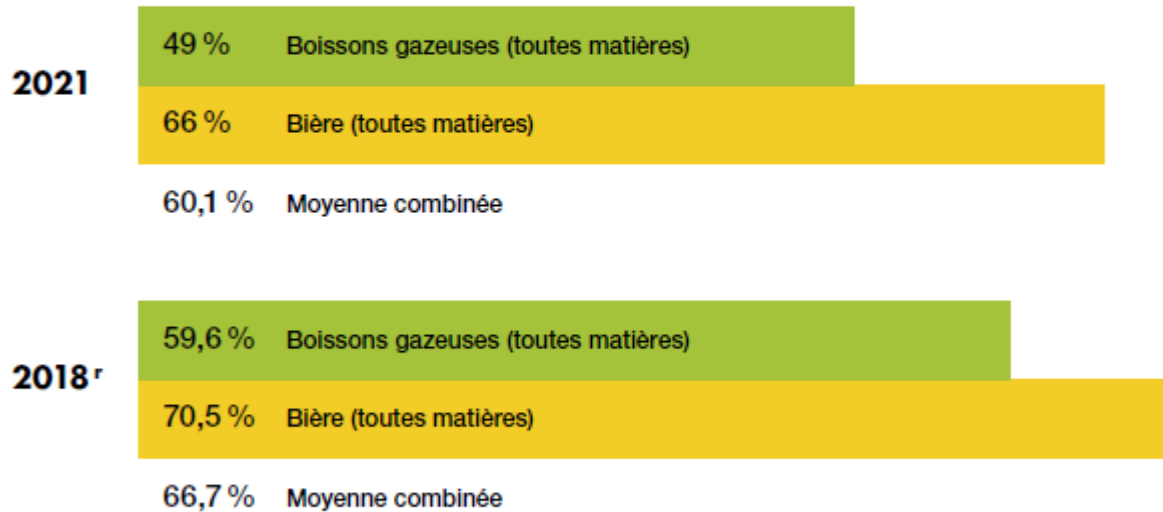 2021
49 % Boissons gazeuses (toutes matières)
66 % Bière (toutes matières)
60,1 % Moyenne combinée
2018 r
59,6 % Boissons gazeuses (toutes matières)
70,5 % Bière (toutes matières)
66,7 % Moyenne combinée